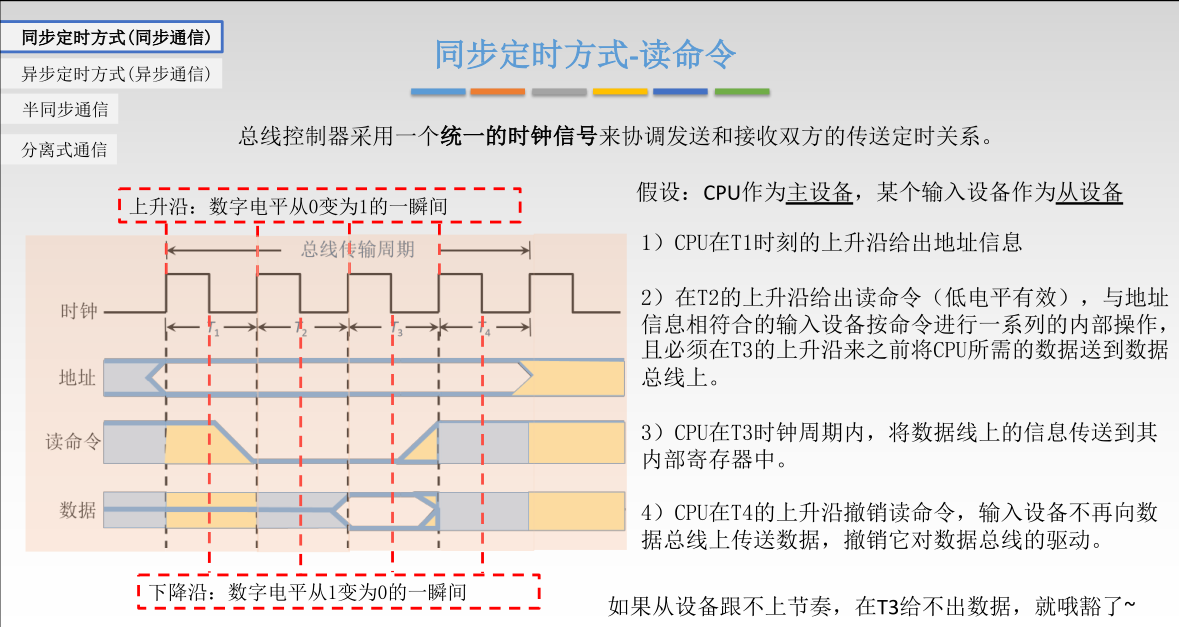 同步定时方式(同步通信)
异步定时方式(异步通信)
半同步通信
分离式通信
同步定时方式-读命令
总线控制器采用一个统一的时钟信号来协调发送和接收双方的传送定时关系。
上升沿：数字电平从0变为1的一瞬间
总线传输周期
时钟
T1 T2 T3 T4
地址
读命令
数据
下降沿：数字电平从1变为0的一瞬间
假设：CPU作为主设备，某个输入设备作为从设备
1）CPU在T1时刻的上升沿给出地址信息
2）在T2的上升沿给出读命令（低电平有效），与地址
信息相符合的输入设备按命令进行一系列的内部操作，
且必须在T3的上升沿来之前将CPU所需的数据送到数据
总线上。
3）CPU在T3时钟周期内，将数据线上的信息传送到其
内部寄存器中。
4）CPU在T4的上升沿撤销读命令，输入设备不再向数
据总线上传送数据，撤销它对数据总线的驱动。
如果从设备跟不上节奏，在T3给不出数据，就哦豁了~